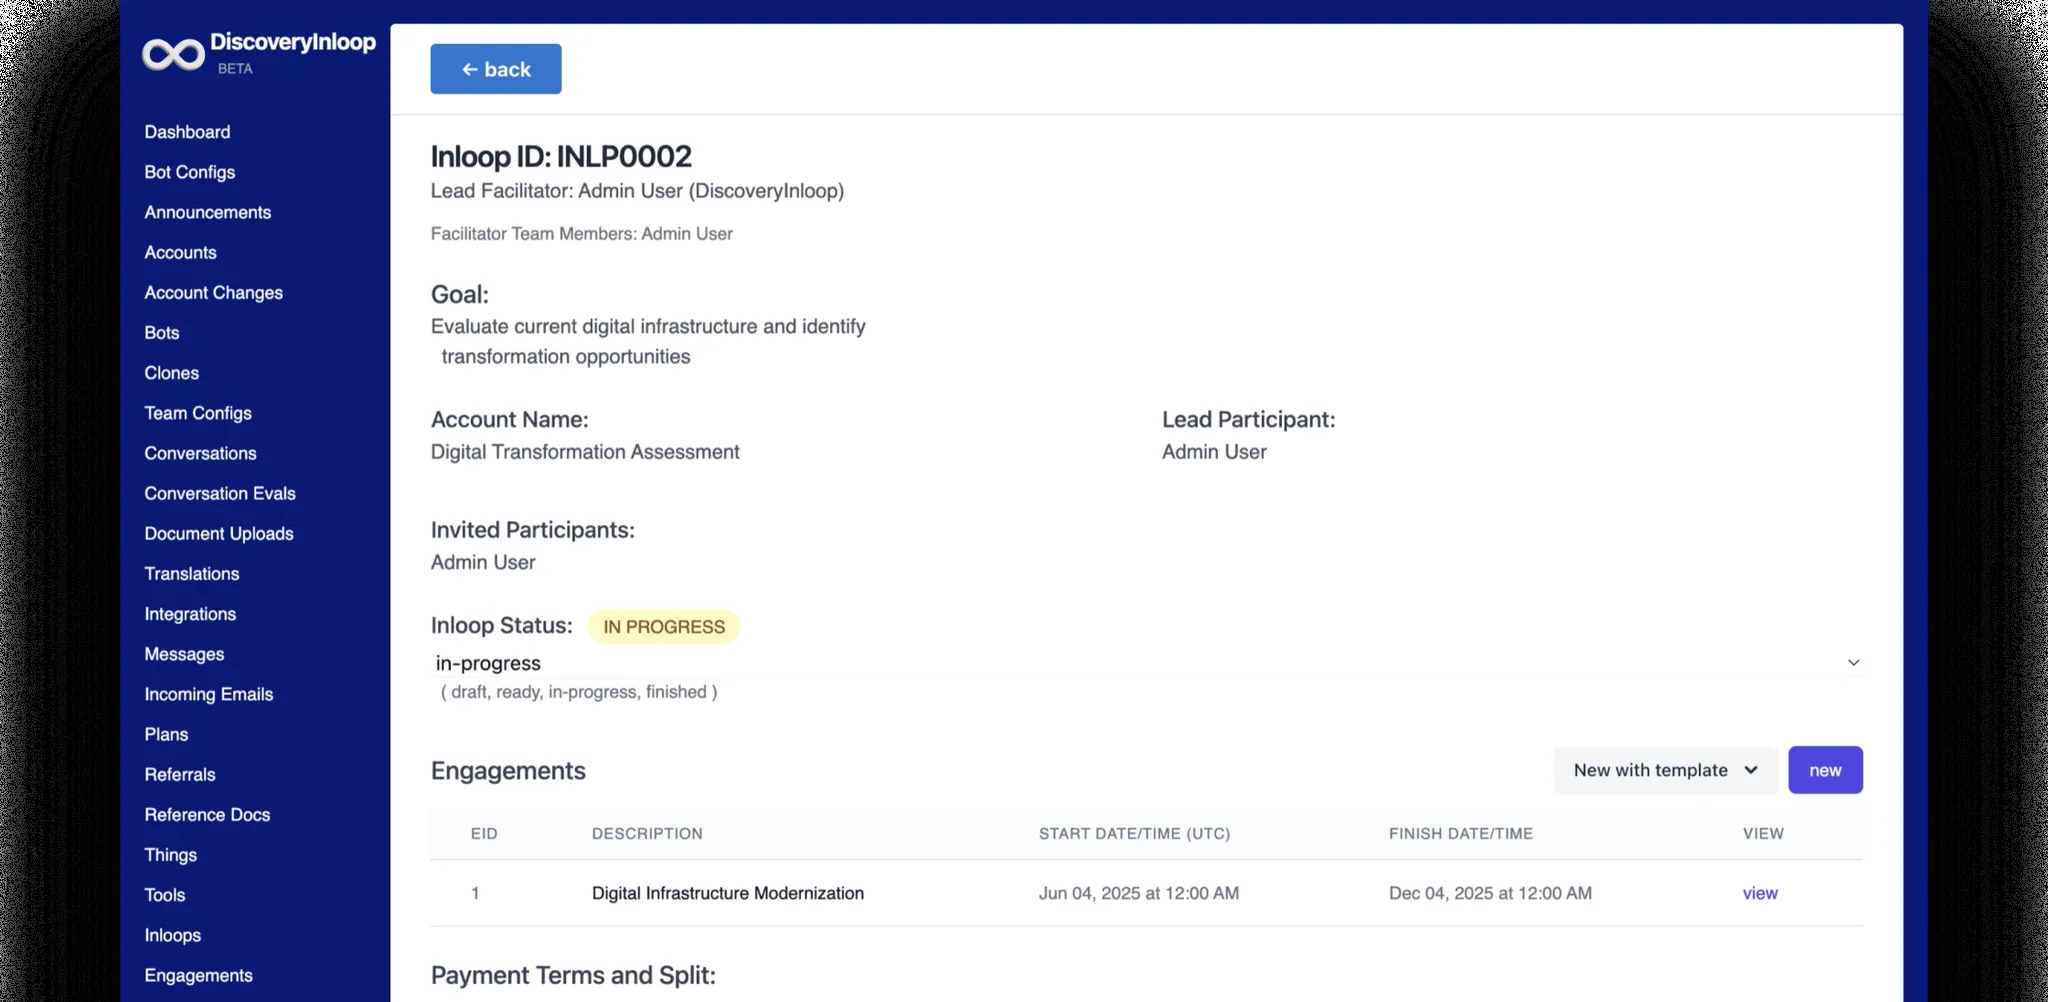 DiscoveryInloop
BETA
Dashboard
Bot Configs
Announcements
Accounts
Account Changes
Bots
Clones
Team Configs
Conversations
Conversation Evals
Document Uploads
Translations
Integrations
Messages
Incoming Emails
Plans
Referrals
Reference Docs
Things
Tools
Inloops
Engagements
← back
Inloop ID: INLP0002
Lead Facilitator: Admin User (DiscoveryInloop)
Facilitator Team Members: Admin User
Goal:
Evaluate current digital infrastructure and identify
transformation opportunities
Account Name:
Digital Transformation Assessment
Lead Participant:
Admin User
Invited Participants:
Admin User
Inloop Status: IN PROGRESS
in-progress
( draft, ready, in-progress, finished )
Engagements
New with template
new
EID DESCRIPTION START DATE/TIME (UTC) FINISH DATE/TIME VIEW
1 Digital Infrastructure Modernization Jun 04, 2025 at 12:00 AM Dec 04, 2025 at 12:00 AM view
Payment Terms and Split: